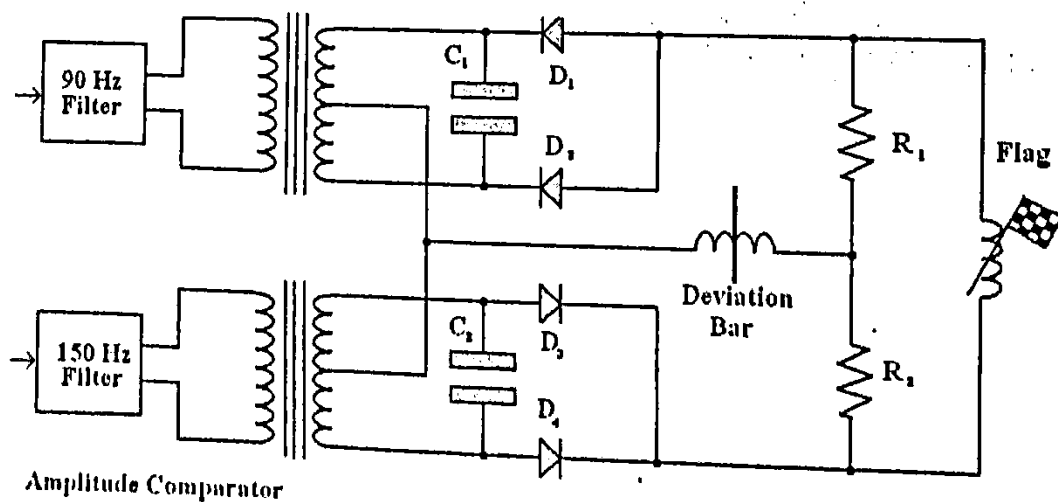 90 Hz
Filter
C₁
D₁
D₂
R₁
Flag
Deviation
Bar
150 Hz
Filter
C₂
D₃
D₄
R₂
Amplitude Comparator